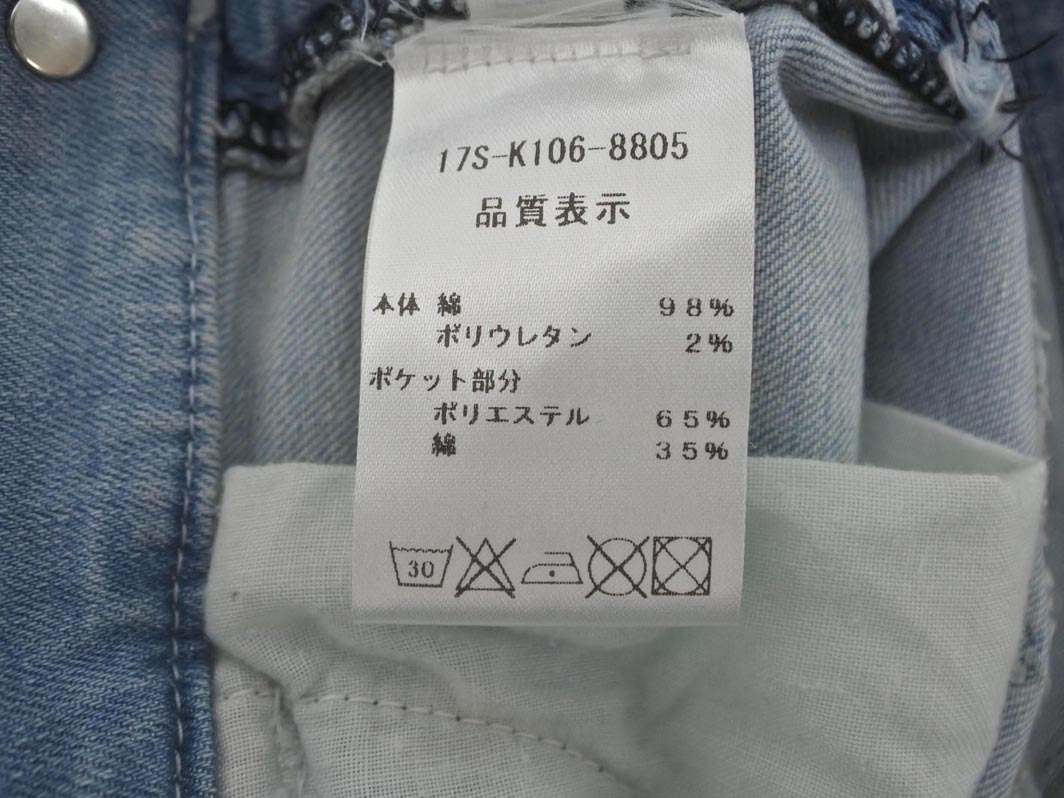 17S-K106-8805
品質表示
本体 綿 98%
ポリウレタン 2%
ポケット部分
ポリエステル 65%
綿 35%
30